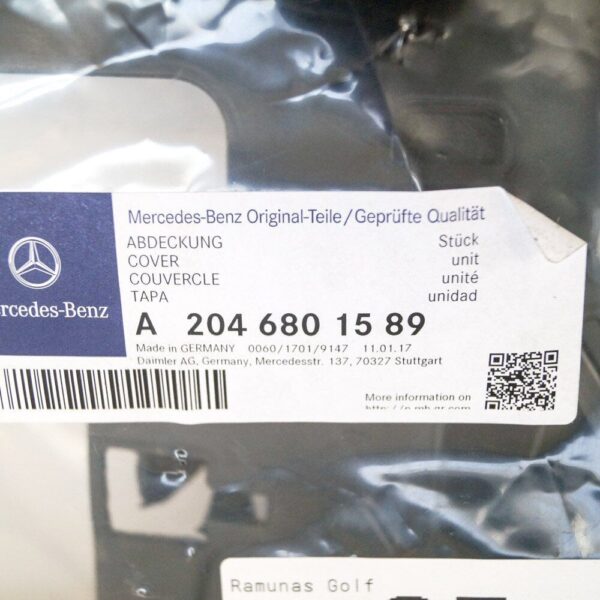 Mercedes-Benz Original-Teile/Geprüfte Qualität
ABDECKUNG Stück
COVER unit
COUVERCLE unité
TAPA unidad
rcedes-Benz
A 204 680 15 89
Made in GERMANY 0060/1701/9147 11.01.17
Daimler AG, Germany, Mercedesstr. 137, 70327 Stuttgart
More information on
Ramunas Golf